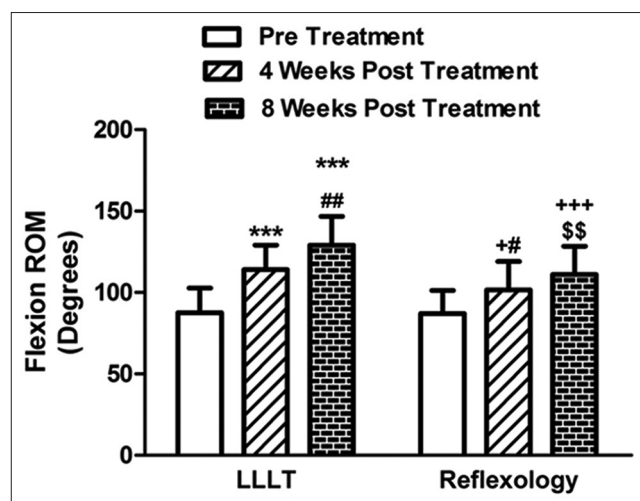 Pre Treatment
4 Weeks Post Treatment
8 Weeks Post Treatment
Flexion ROM
(Degrees)
200
150
100
50
0
***
***
##
+#
+++
$$
LLLT
Reflexology